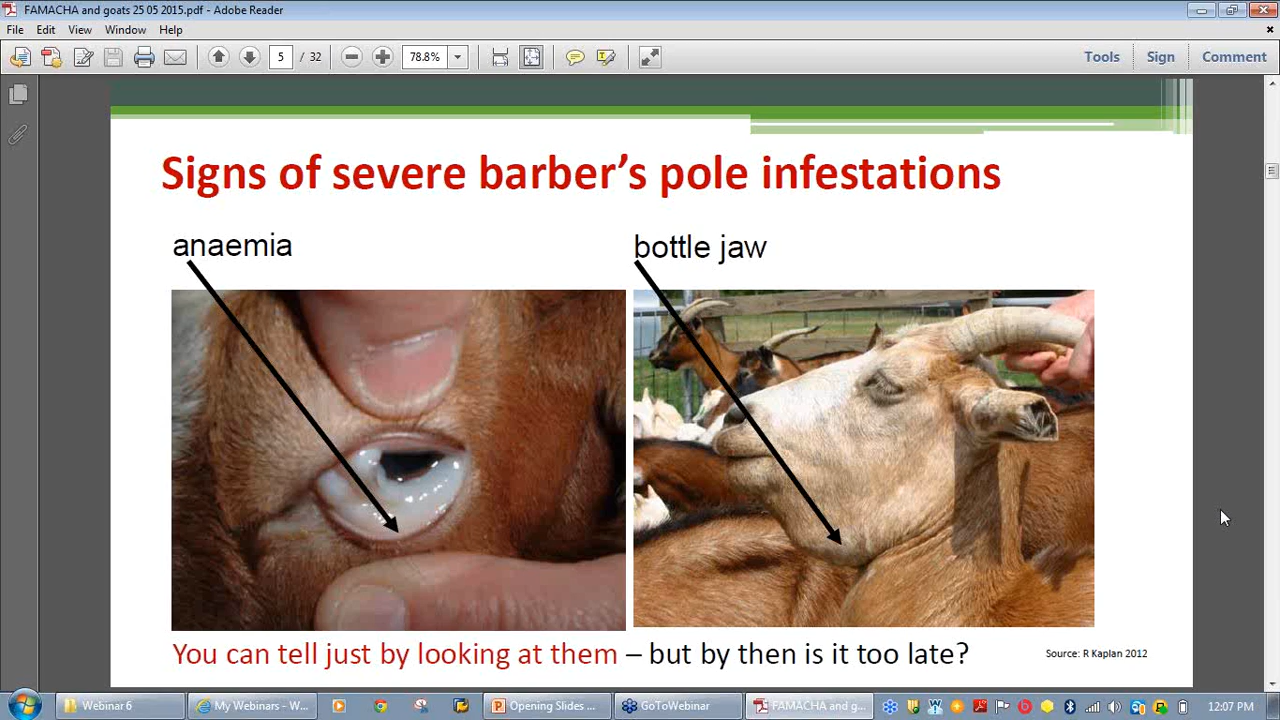 FAMACHA and goats 25 05 2015.pdf - Adobe Reader
File Edit View Window Help
5 / 32 78.8% Tools Sign Comment
Signs of severe barber’s pole infestations
anaemia
bottle jaw
You can tell just by looking at them – but by then is it too late?
Source: R Kaplan 2012
Webinar 6 My Webinars - W... Opening Slides ... GoToWebinar FAMACHA and g... 12:07 PM